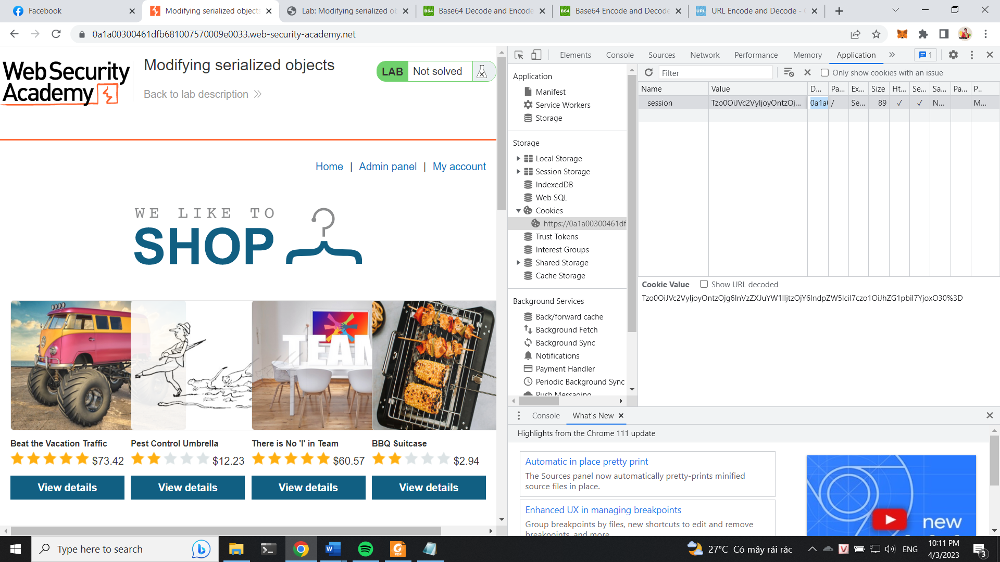 Facebook
Modifying serialized objects
Lab: Modifying serialized ob
Base64 Decode and Encode
Base64 Encode and Decode
URL Encode and Decode -
0a1a00300461dfb681007570009e0033.web-security-academy.net
Web Security
Academy
Modifying serialized objects
Back to lab description
LAB Not solved
Home | Admin panel | My account
WE LIKE TO
SHOP
TEAM
Beat the Vacation Traffic
$73.42
View details
Pest Control Umbrella
$12.23
View details
There is No 'I' in Team
$60.57
View details
BBQ Suitcase
$2.94
View details
Elements Console Sources Network Performance Memory Application 1
Application
Manifest
Service Workers
Storage
Storage
Local Storage
Session Storage
IndexedDB
Web SQL
Cookies
https://0a1a00300461df
Trust Tokens
Interest Groups
Shared Storage
Cache Storage
Background Services
Back/forward cache
Background Fetch
Background Sync
Notifications
Payment Handler
Periodic Background Sync
Push Messaging
Filter
Only show cookies with an issue
Name Value D... Pa... Ex... Size Ht... Se... Sa... Pa... P..
session Tzo0OiJVc2VyIjoyOntzOj... 0a1a0 / Se... 89 ✓ ✓ N... M...
Cookie Value Show URL decoded
Tzo0OiJVc2VyIjoyOntzOjg6InVzZXJuYW1lIjtzOjY6IndpZW5lciI7czo1OiJhZG1pbiI7YjoxO30%3D
Console What's New
Highlights from the Chrome 111 update
Automatic in place pretty print
The Sources panel now automatically pretty-prints minified
source files in place.
Enhanced UX in managing breakpoints
Group breakpoints by files, new shortcuts to edit and remove
breakpoints, and more.
new
Type here to search
27°C Có mây rải rác
ENG
10:11 PM
4/3/2023
3